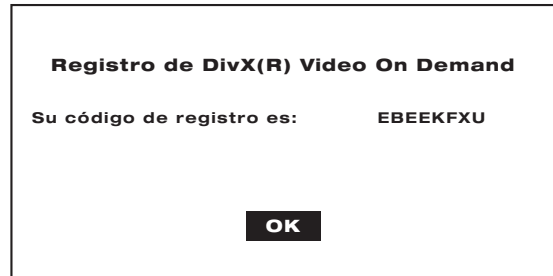 Registro de DivX(R) Video On Demand
Su código de registro es: EBEEKFXU
OK